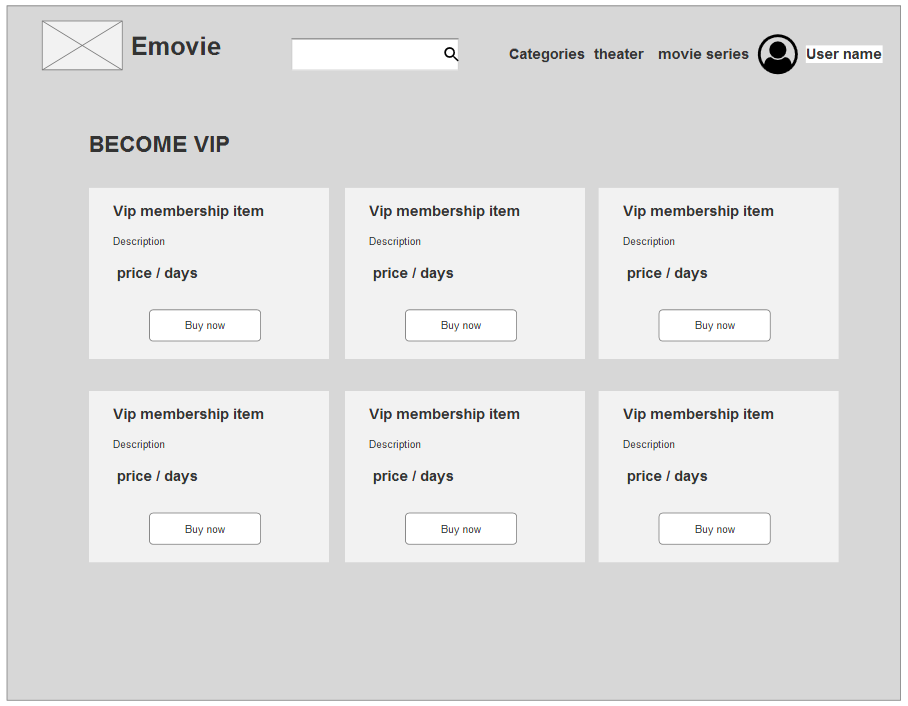 Emovie
Categories theater movie series User name
BECOME VIP
Vip membership item
Description
price / days
Buy now
Vip membership item
Description
price / days
Buy now
Vip membership item
Description
price / days
Buy now
Vip membership item
Description
price / days
Buy now
Vip membership item
Description
price / days
Buy now
Vip membership item
Description
price / days
Buy now